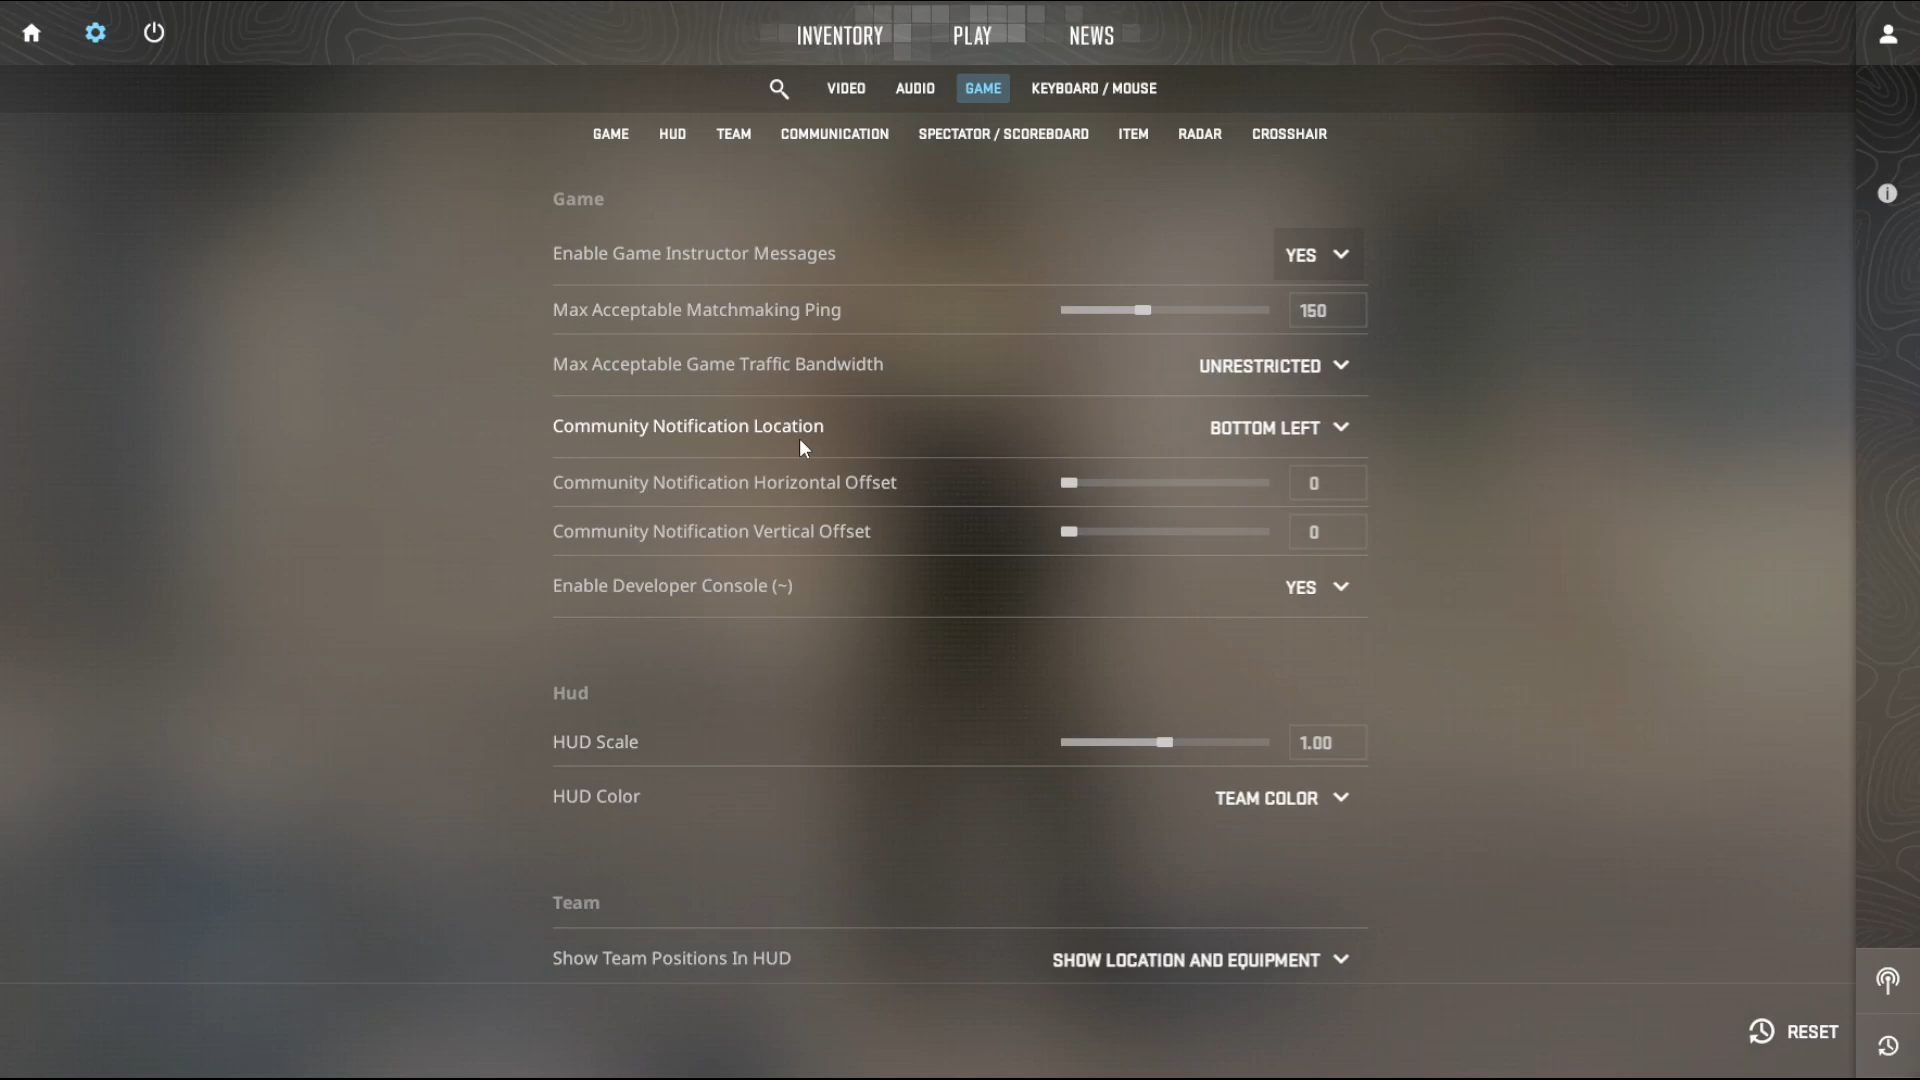 INVENTORY PLAY NEWS
VIDEO AUDIO GAME KEYBOARD / MOUSE
GAME HUD TEAM COMMUNICATION SPECTATOR / SCOREBOARD ITEM RADAR CROSSHAIR
Game
Enable Game Instructor Messages YES
Max Acceptable Matchmaking Ping 150
Max Acceptable Game Traffic Bandwidth UNRESTRICTED
Community Notification Location BOTTOM LEFT
Community Notification Horizontal Offset 0
Community Notification Vertical Offset 0
Enable Developer Console (~) YES
Hud
HUD Scale 1.00
HUD Color TEAM COLOR
Team
Show Team Positions In HUD SHOW LOCATION AND EQUIPMENT
RESET